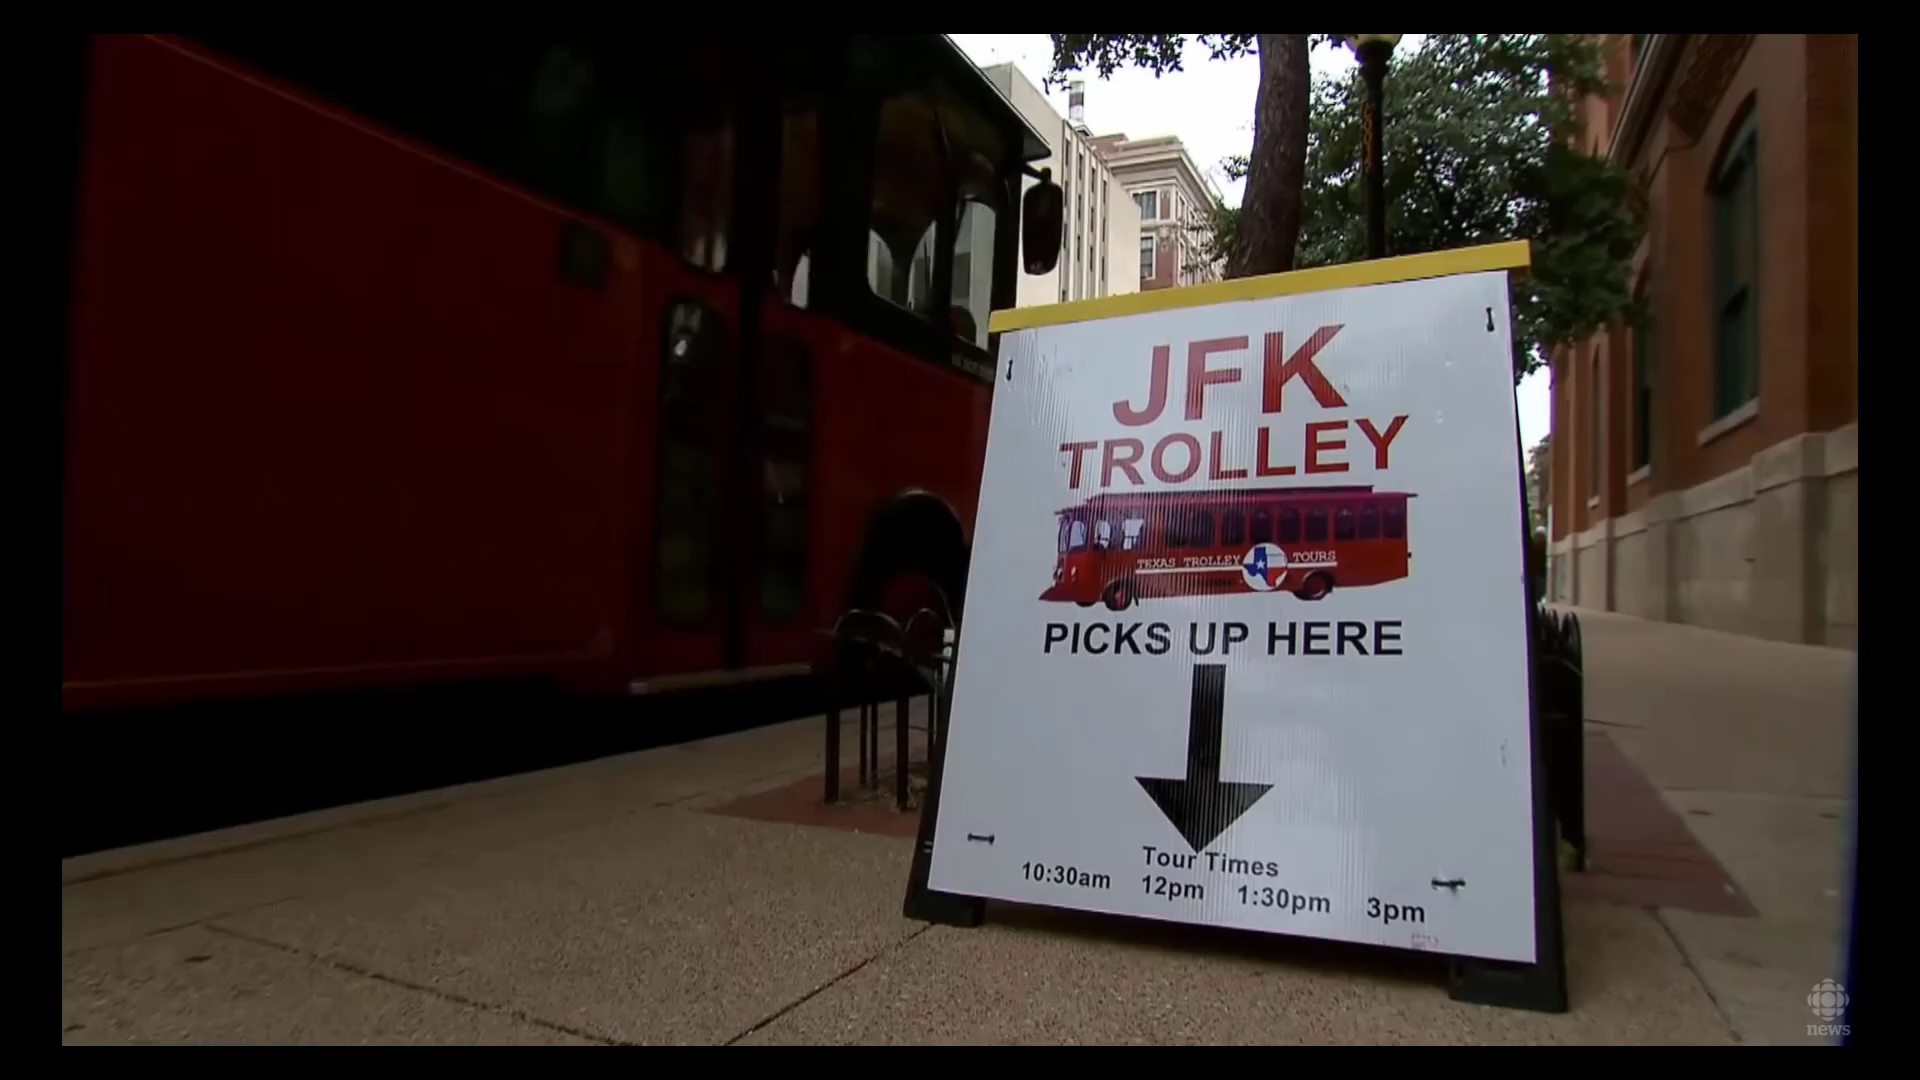 JFK
TROLLEY
TEXAS TROLLEY TOURS
PICKS UP HERE
Tour Times
10:30am 12pm 1:30pm 3pm
news